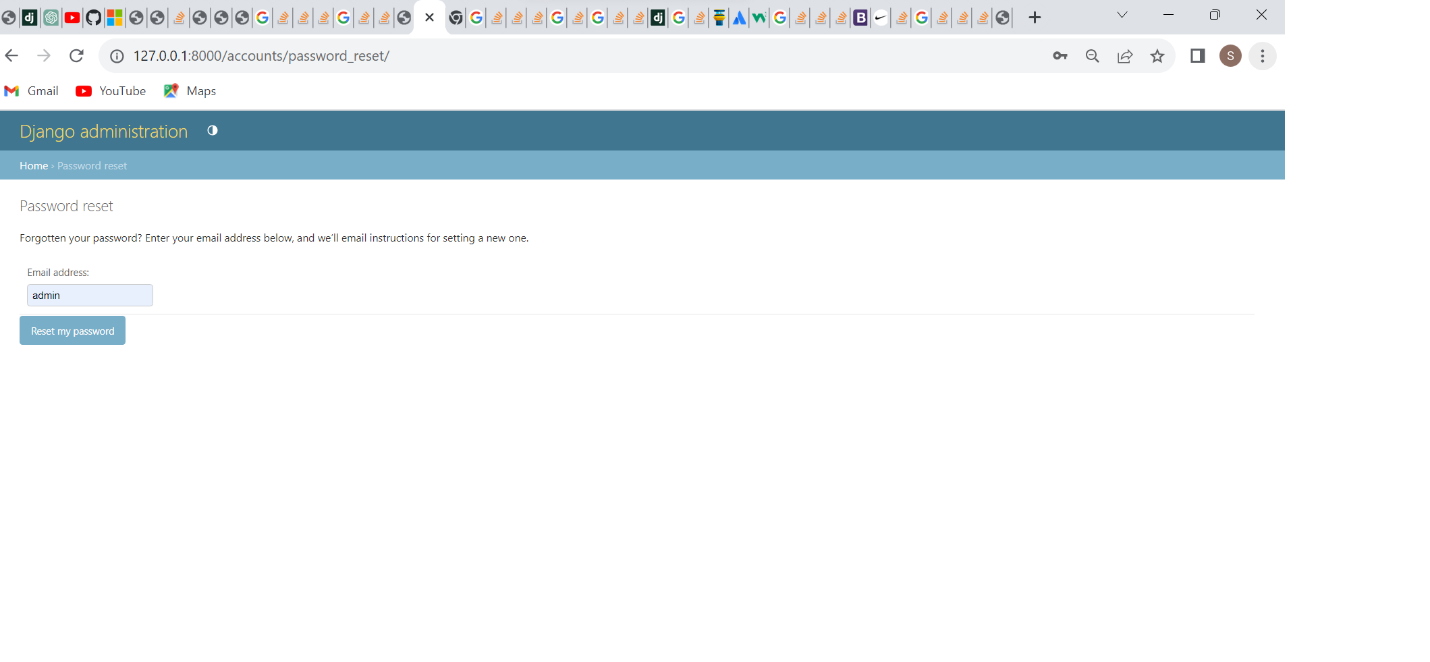 dj
B
127.0.0.1:8000/accounts/password_reset/
S
Gmail
YouTube
Maps
Django administration
Home › Password reset
Password reset
Forgotten your password? Enter your email address below, and we'll email instructions for setting a new one.
Email address:
admin
Reset my password